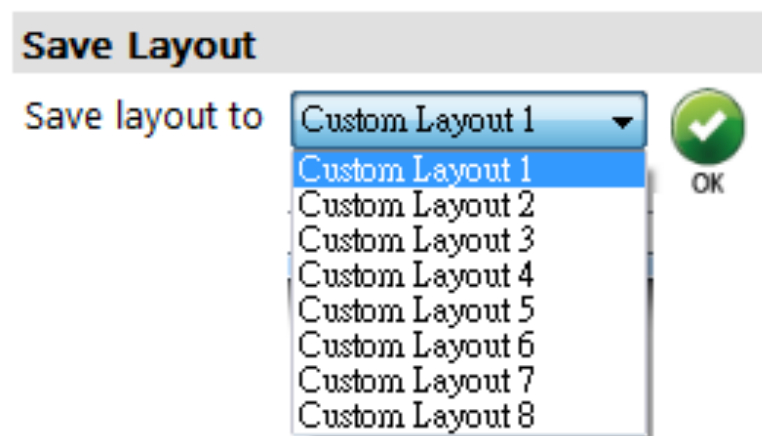 Save Layout
Save layout to Custom Layout 1
OK
Custom Layout 1
Custom Layout 2
Custom Layout 3
Custom Layout 4
Custom Layout 5
Custom Layout 6
Custom Layout 7
Custom Layout 8